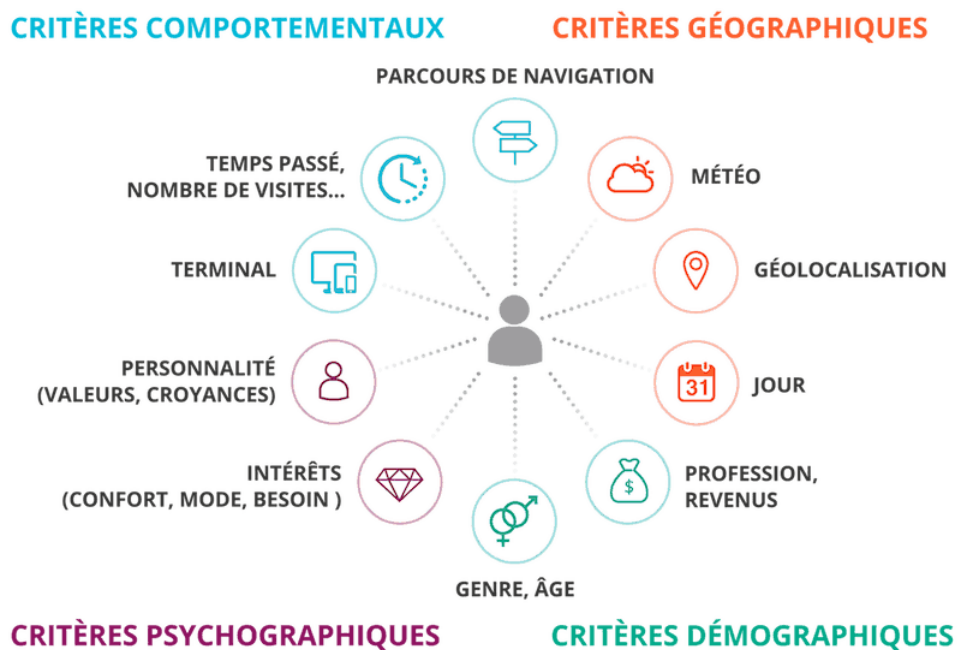 CRITÈRES COMPORTEMENTAUX
CRITÈRES GÉOGRAPHIQUES
PARCOURS DE NAVIGATION
TEMPS PASSÉ,
NOMBRE DE VISITES...
MÉTÉO
TERMINAL
GÉOLOCALISATION
PERSONNALITÉ
(VALEURS, CROYANCES)
31
JOUR
INTÉRÊTS
(CONFORT, MODE, BESOIN )
$
PROFESSION,
REVENUS
GENRE, ÂGE
CRITÈRES PSYCHOGRAPHIQUES
CRITÈRES DÉMOGRAPHIQUES